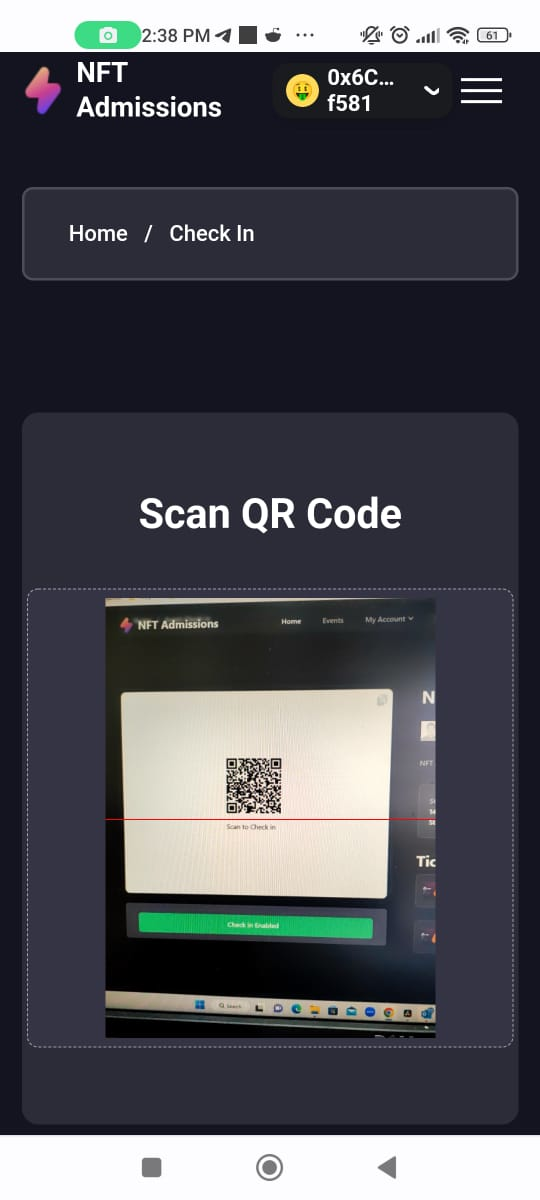 2:38 PM
61
NFT
Admissions
0x6C...
f581
Home / Check In
Scan QR Code
NFT Admissions
Home Events My Account
N
NFT
Scan to Check in
Tic
Check in Enabled
Search